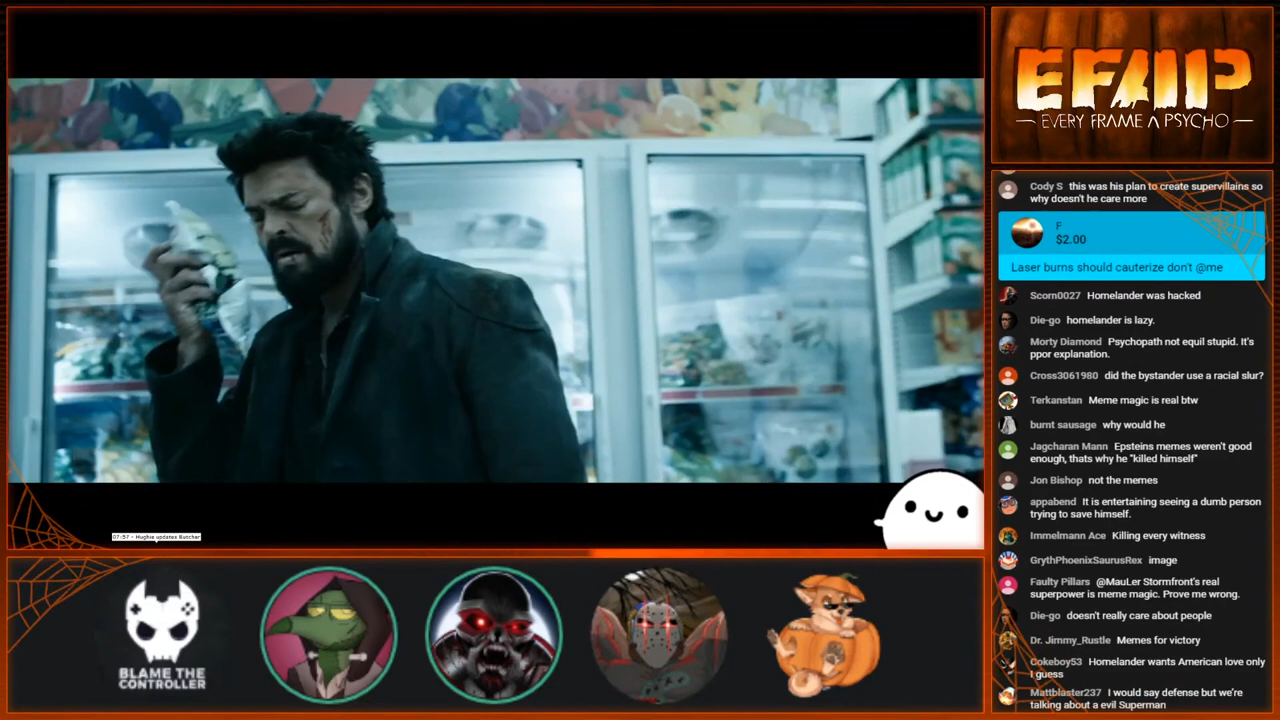 EFAP
EVERY FRAME A PSYCHO
Cody S this was his plan to create supervillains so
why doesn't he care more
F
$2.00
Laser burns should cauterize don't @me
Scorn0027 Homelander was hacked
Die-go homelander is lazy.
Morty Diamond Psychopath not equil stupid. It's
ppor explanation.
Cross3061980 did the bystander use a racial slur?
Terkanstan Meme magic is real btw
burnt sausage why would he
Jagcharan Mann Epsteins memes weren't good
enough, thats why he "killed himself"
Jon Bishop not the memes
appabend It is entertaining seeing a dumb person
trying to save himself.
Immelmann Ace Killing every witness
GrythPhoenixSaurusRex image
Faulty Pillars @MauLer Stormfront's real
superpower is meme magic. Prove me wrong.
Die-go doesn't really care about people
Dr. Jimmy_Rustle Memes for victory
Cokeboy53 Homelander wants American love only
I guess
Mattblaster237 I would say defense but we're
talking about a evil Superman
07:57 - Hughie updates Butcher
BLAME THE
CONTROLLER